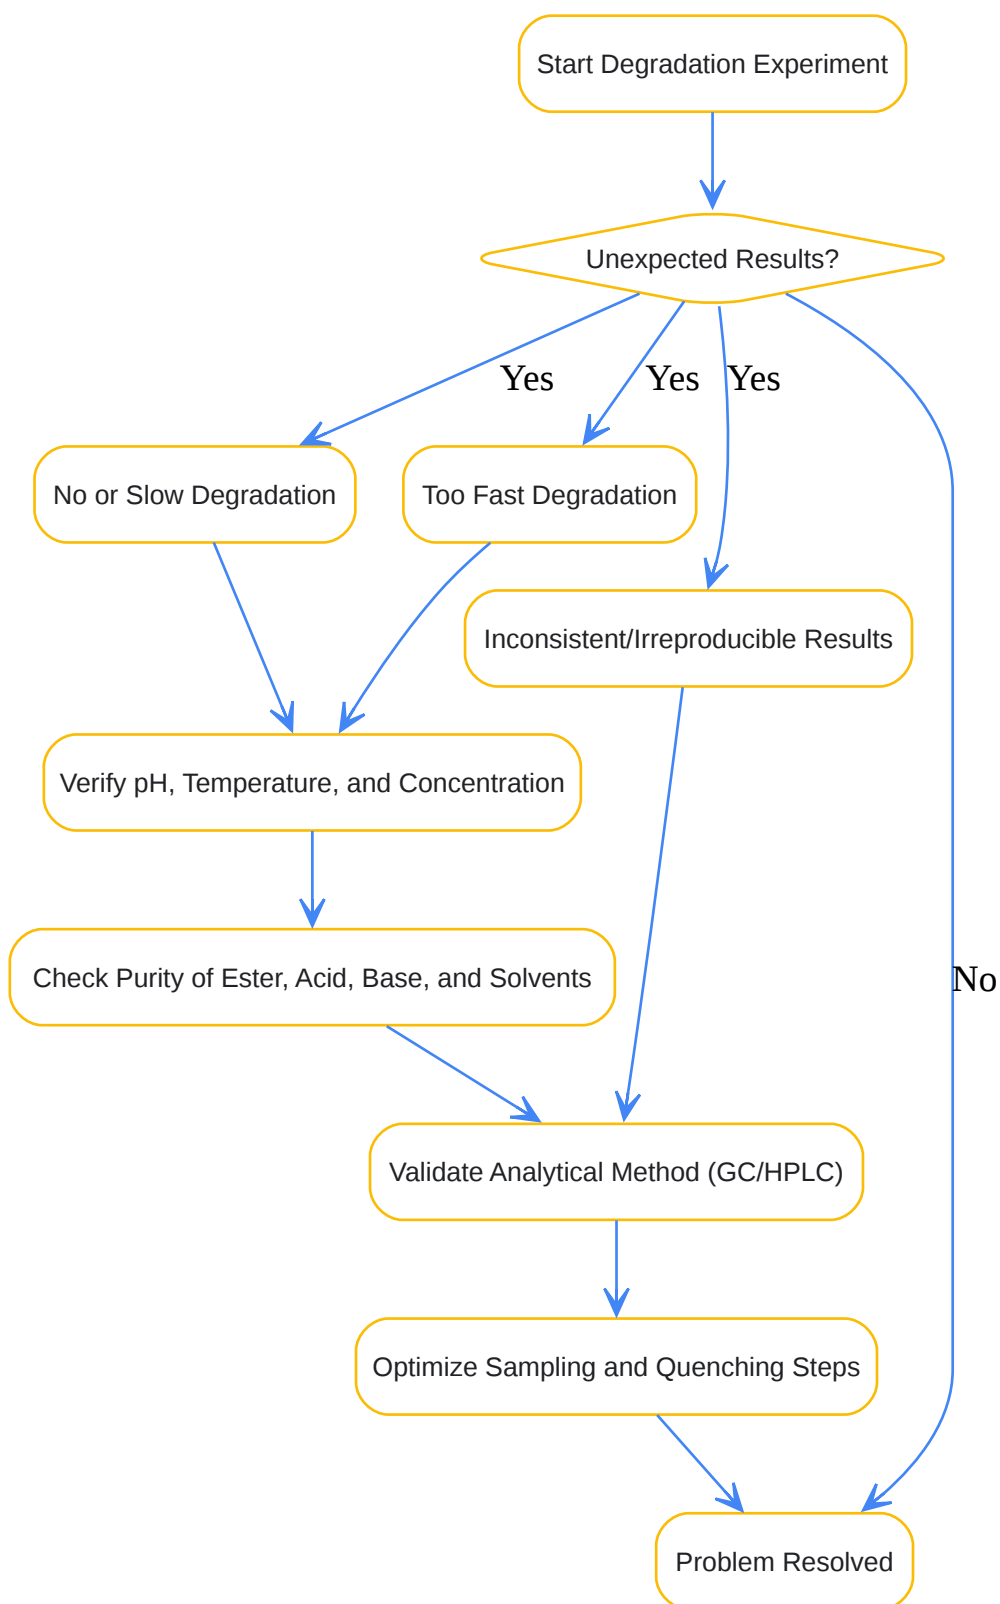 Start Degradation Experiment
Unexpected Results?
Yes
Yes
Yes
No or Slow Degradation
Too Fast Degradation
Inconsistent/Irreproducible Results
Verify pH, Temperature, and Concentration
Check Purity of Ester, Acid, Base, and Solvents
No
Validate Analytical Method (GC/HPLC)
Optimize Sampling and Quenching Steps
Problem Resolved